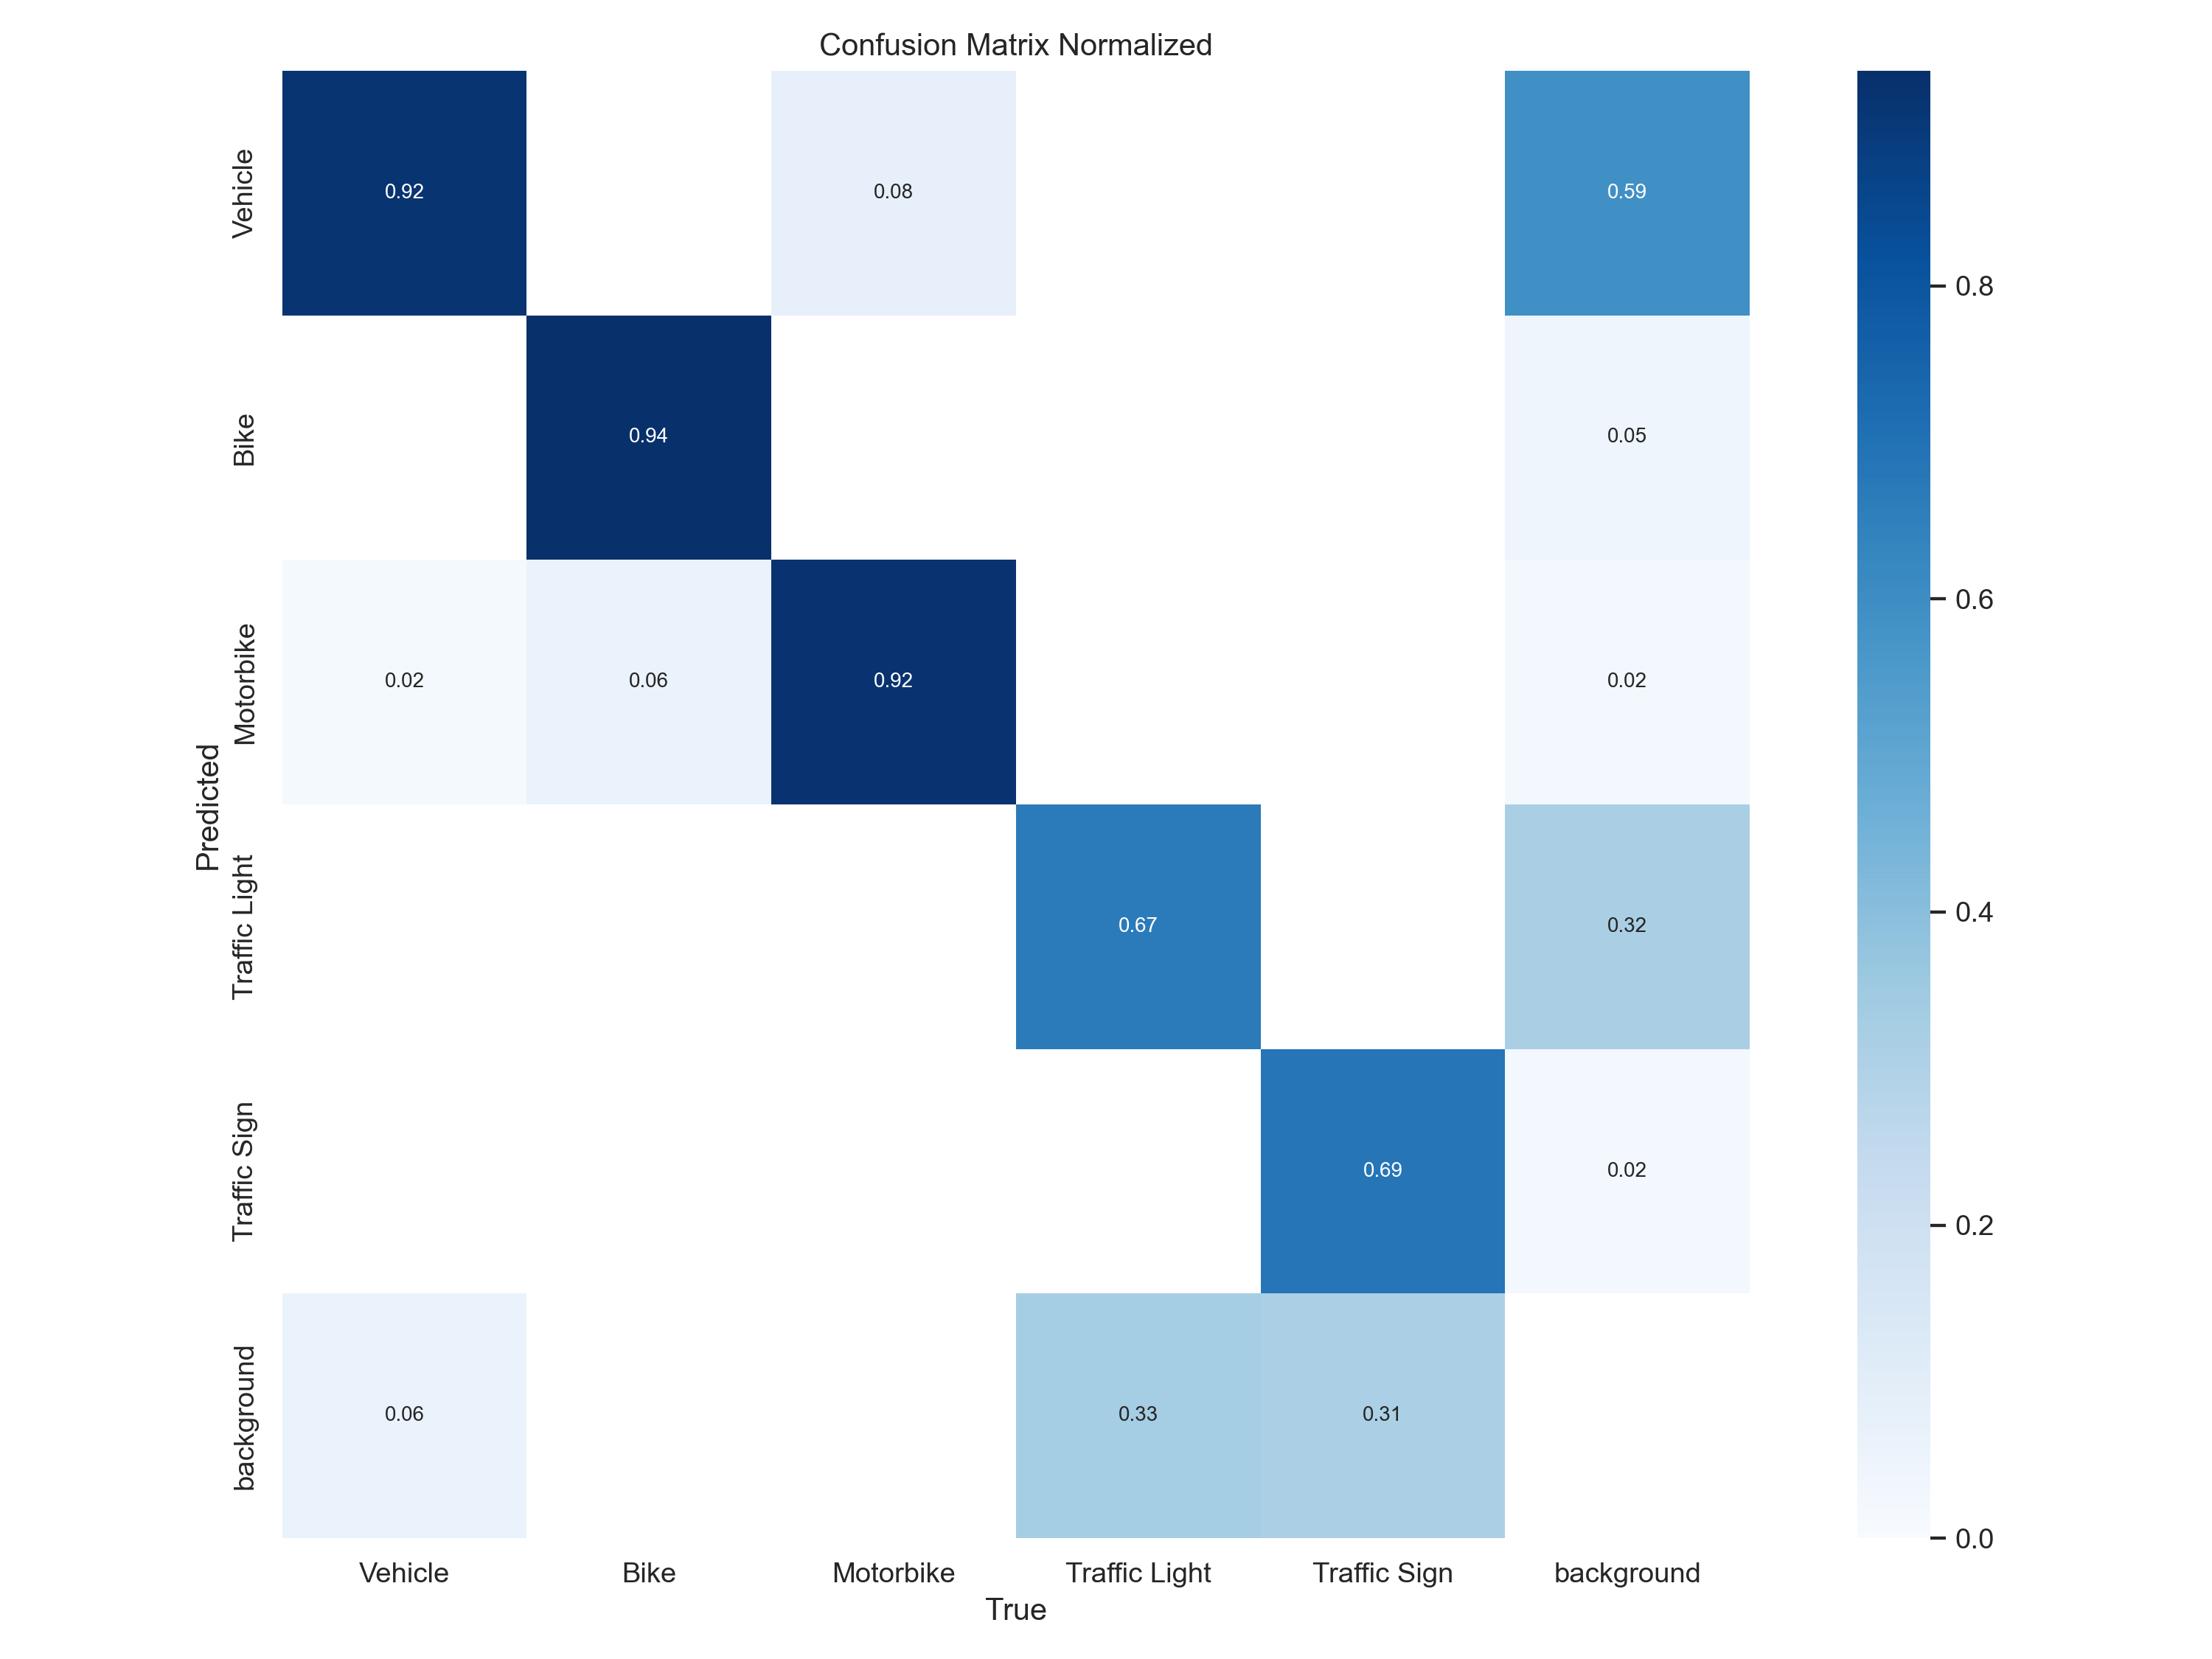 Confusion Matrix Normalized
Vehicle
0.92
0.08
0.59
0.8
Bike
0.94
0.05
0.6
Motorbike
0.02
0.06
0.92
0.02
Predicted
Traffic Light
0.67
0.32
0.4
Traffic Sign
0.69
0.02
0.2
background
0.06
0.33
0.31
0.0
Vehicle
Bike
Motorbike
Traffic Light
Traffic Sign
background
True